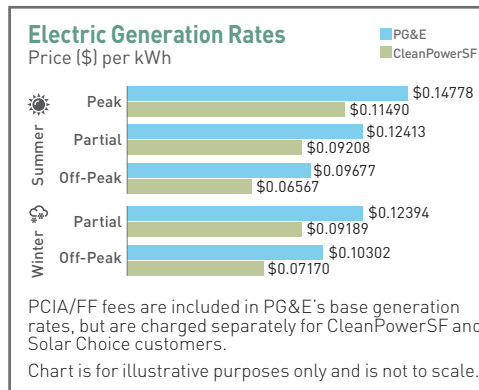 Electric Generation Rates
Price ($) per kWh
PG&E
CleanPowerSF
Summer
Peak
$0.14778
$0.11490
Partial
$0.12413
$0.09208
Off-Peak
$0.09677
$0.06567
Winter
Partial
$0.12394
$0.09189
Off-Peak
$0.10302
$0.07170
PCIA/FF fees are included in PG&E's base generation
rates, but are charged separately for CleanPowerSF and
Solar Choice customers.
Chart is for illustrative purposes only and is not to scale.